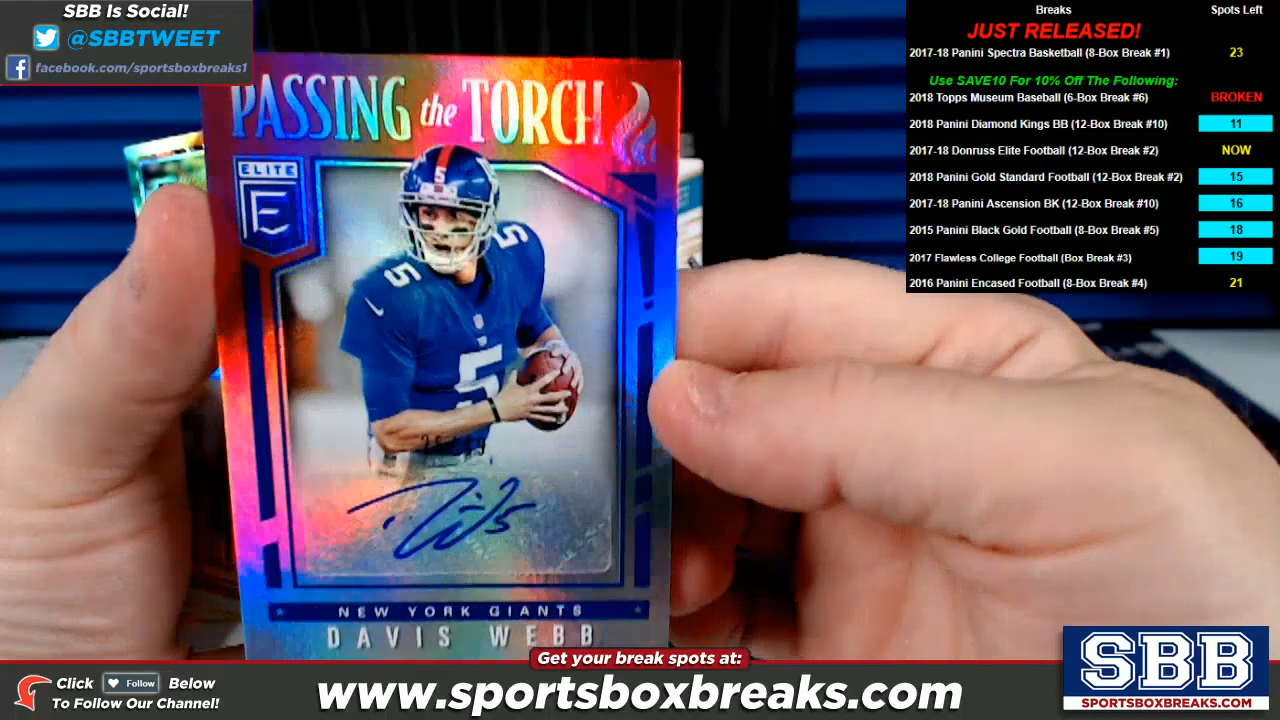 SBB Is Social!
@SBBTWEET
facebook.com/sportsboxbreaks1
Breaks Spots Left
JUST RELEASED!
2017-18 Panini Spectra Basketball (8-Box Break #1) 23
Use SAVE10 For 10% Off The Following:
2018 Topps Museum Baseball (6-Box Break #6) BROKEN
2018 Panini Diamond Kings BB (12-Box Break #10) 11
2017-18 Donruss Elite Football (12-Box Break #2) NOW
2018 Panini Gold Standard Football (12-Box Break #2) 15
2017-18 Panini Ascension BK (12-Box Break #10) 16
2015 Panini Black Gold Football (8-Box Break #5) 18
2017 Flawless College Football (Box Break #3) 19
2016 Panini Encased Football (8-Box Break #4) 21
PASSING the TORCH
ELITE
E
5
5
5
5
NEW YORK GIANTS
DAVIS WEBB
Get your break spots at:
Click Follow Below
To Follow Our Channel!
www.sportsboxbreaks.com
SBB
SPORTSBOXBREAKS.COM